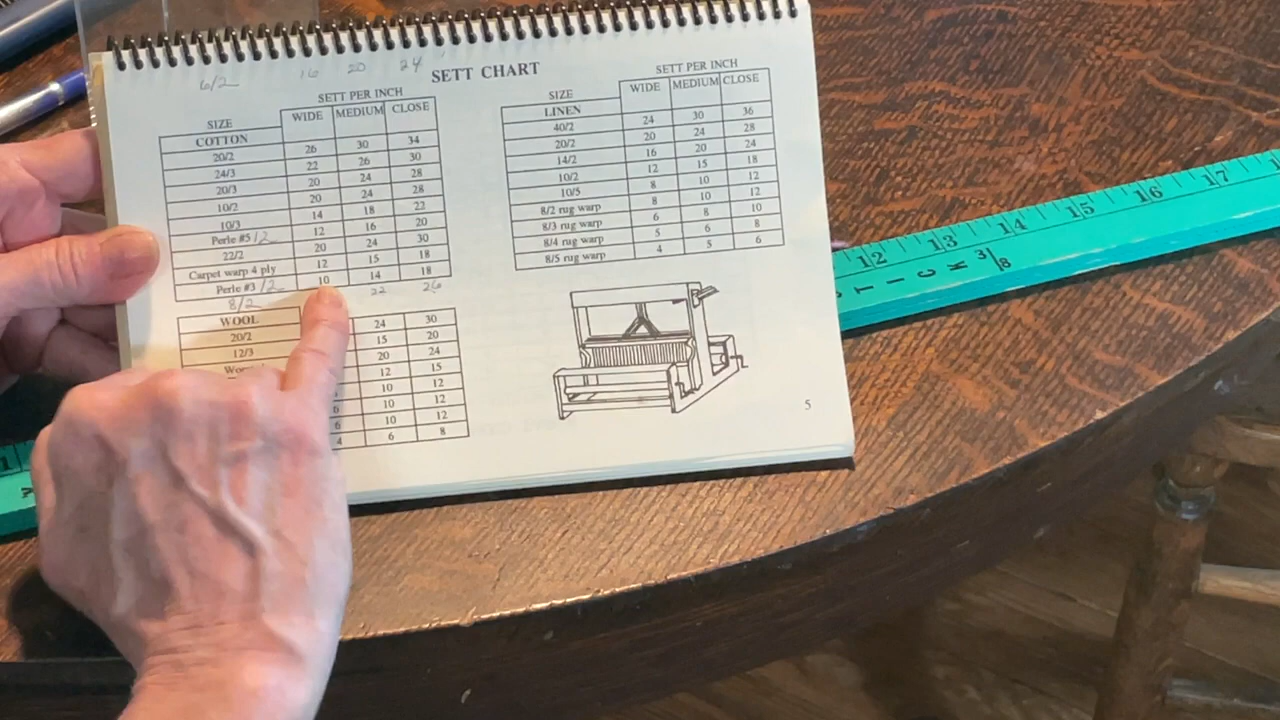 6/2 16 20 24
SETT CHART
SETT PER INCH
SIZE WIDE MEDIUM CLOSE
COTTON
20/2 26 30 34
24/3 22 26 30
20/3 20 24 28
10/2 20 24 28
10/3 14 18 22
Perle #5/2 12 16 20
22/2 20 24 30
Carpet warp 4 ply 12 15 18
Perle #3/2 10 14 18
8/2 22 26
WOOL
20/2 24 30
12/3 15 20
20 24
12 15
10 12
6 10 12
6 10 12
4 6 8
SETT PER INCH
SIZE WIDE MEDIUM CLOSE
LINEN
40/2 24 30 36
20/2 20 24 28
14/2 16 20 24
10/2 12 15 18
10/5 8 10 12
8/2 rug warp 8 10 12
8/3 rug warp 6 8 10
8/4 rug warp 5 6 8
8/5 rug warp 4 5 6
5
12 13 14 15 16 17
T I C K 3/8